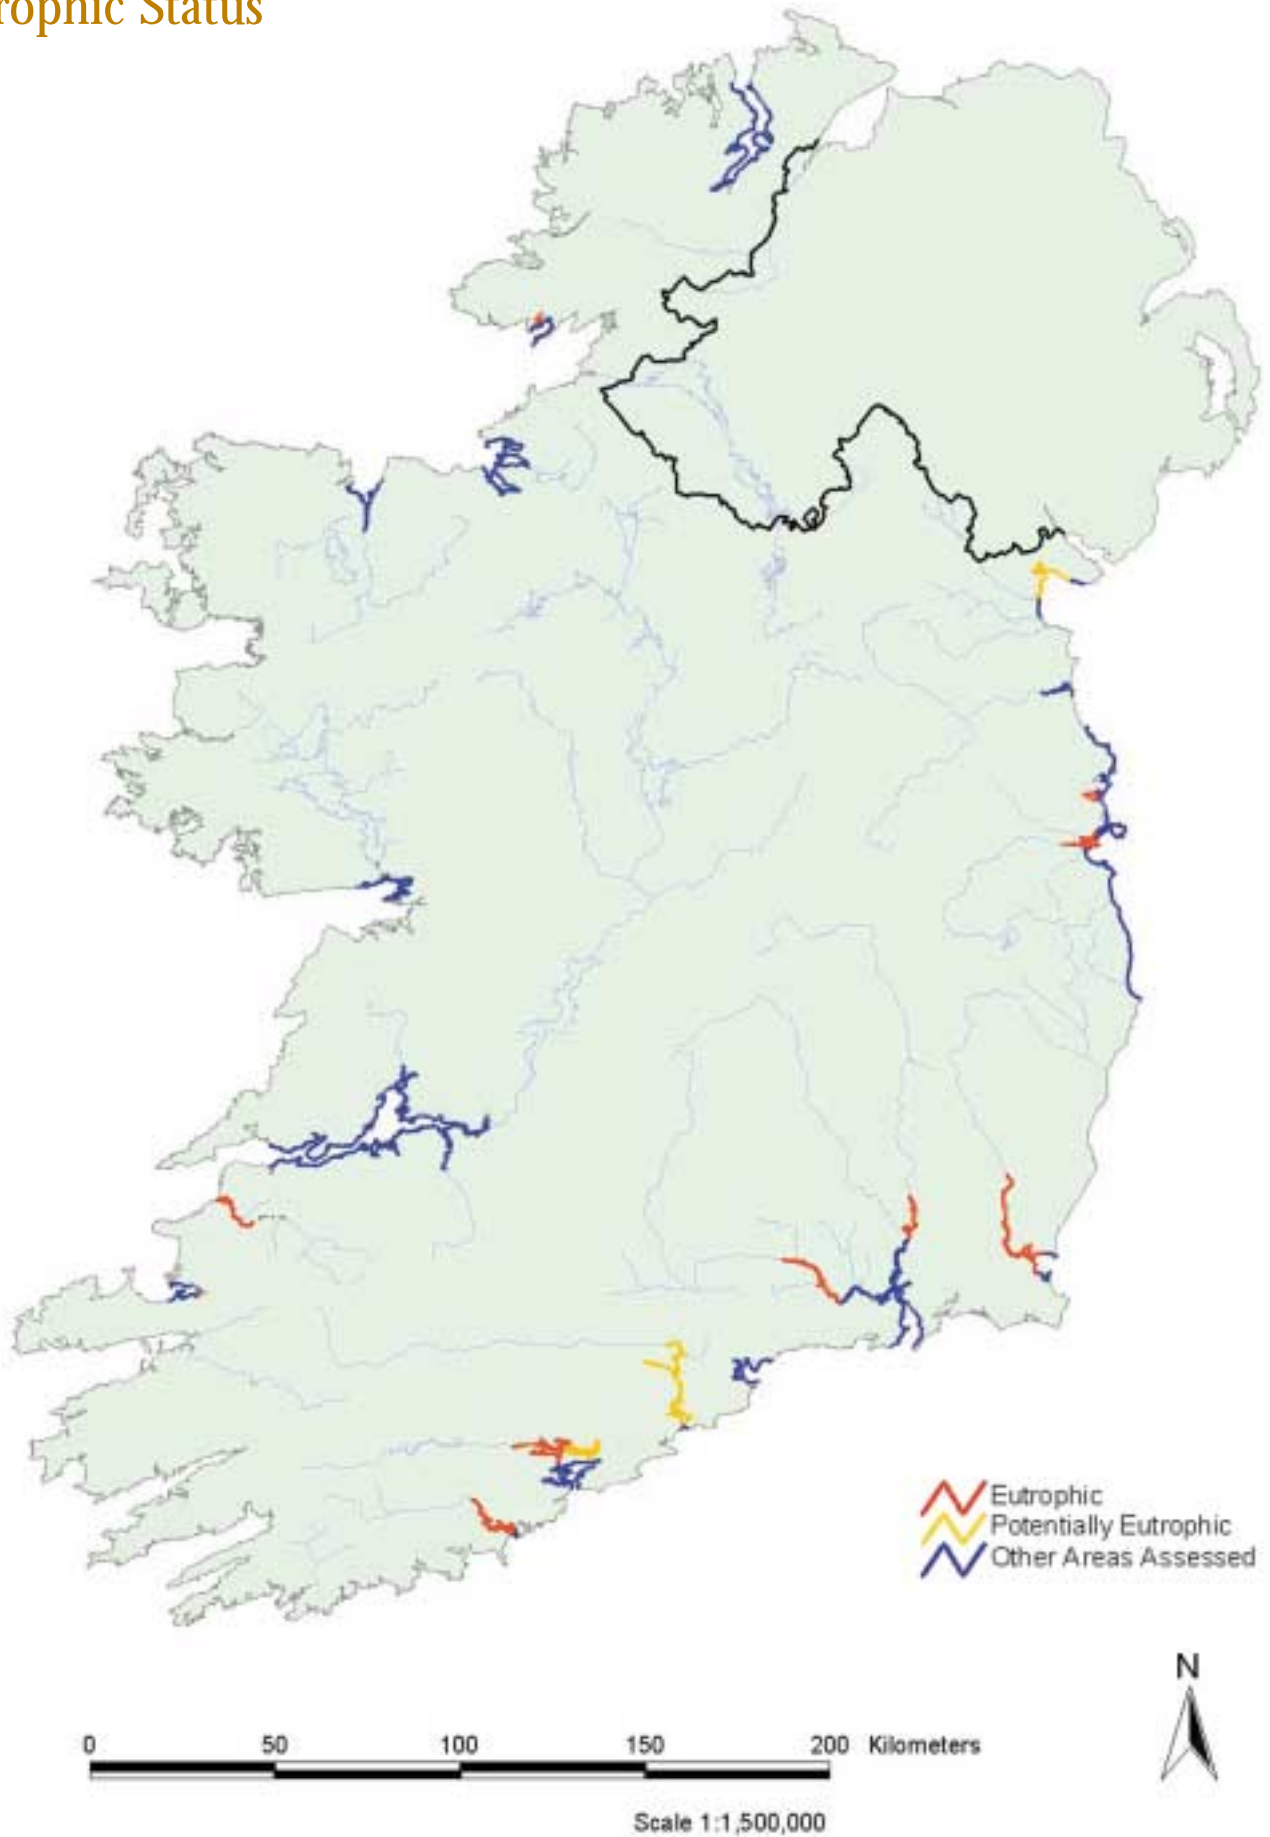 rophic Status
Eutrophic
Potentially Eutrophic
Other Areas Assessed
N
0 50 100 150 200 Kilometers
Scale 1:1,500,000